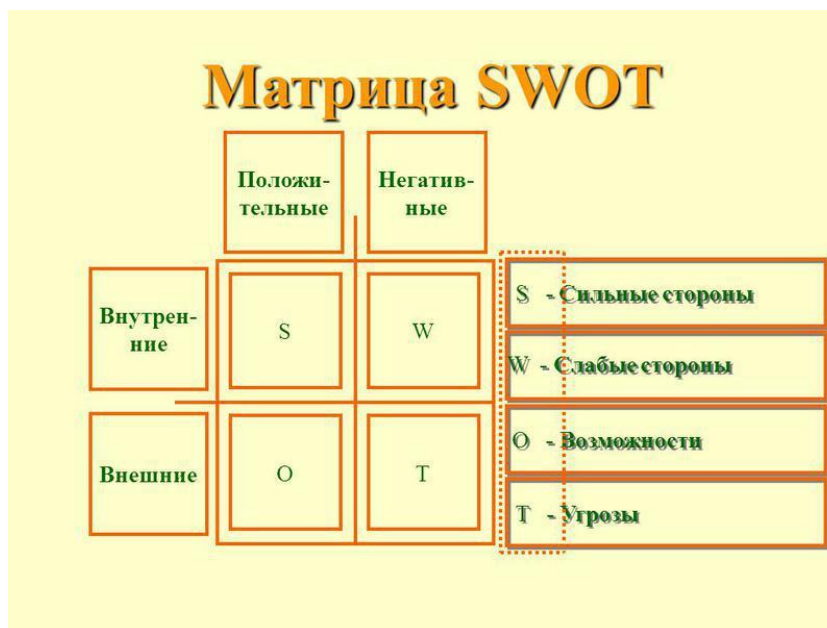 Матрица SWOT
Положи-
тельные
Негатив-
ные
Внутрен-
ние
S
W
Внешние
O
T
S - Сильные стороны
W - Слабые стороны
O - Возможности
T - Угрозы